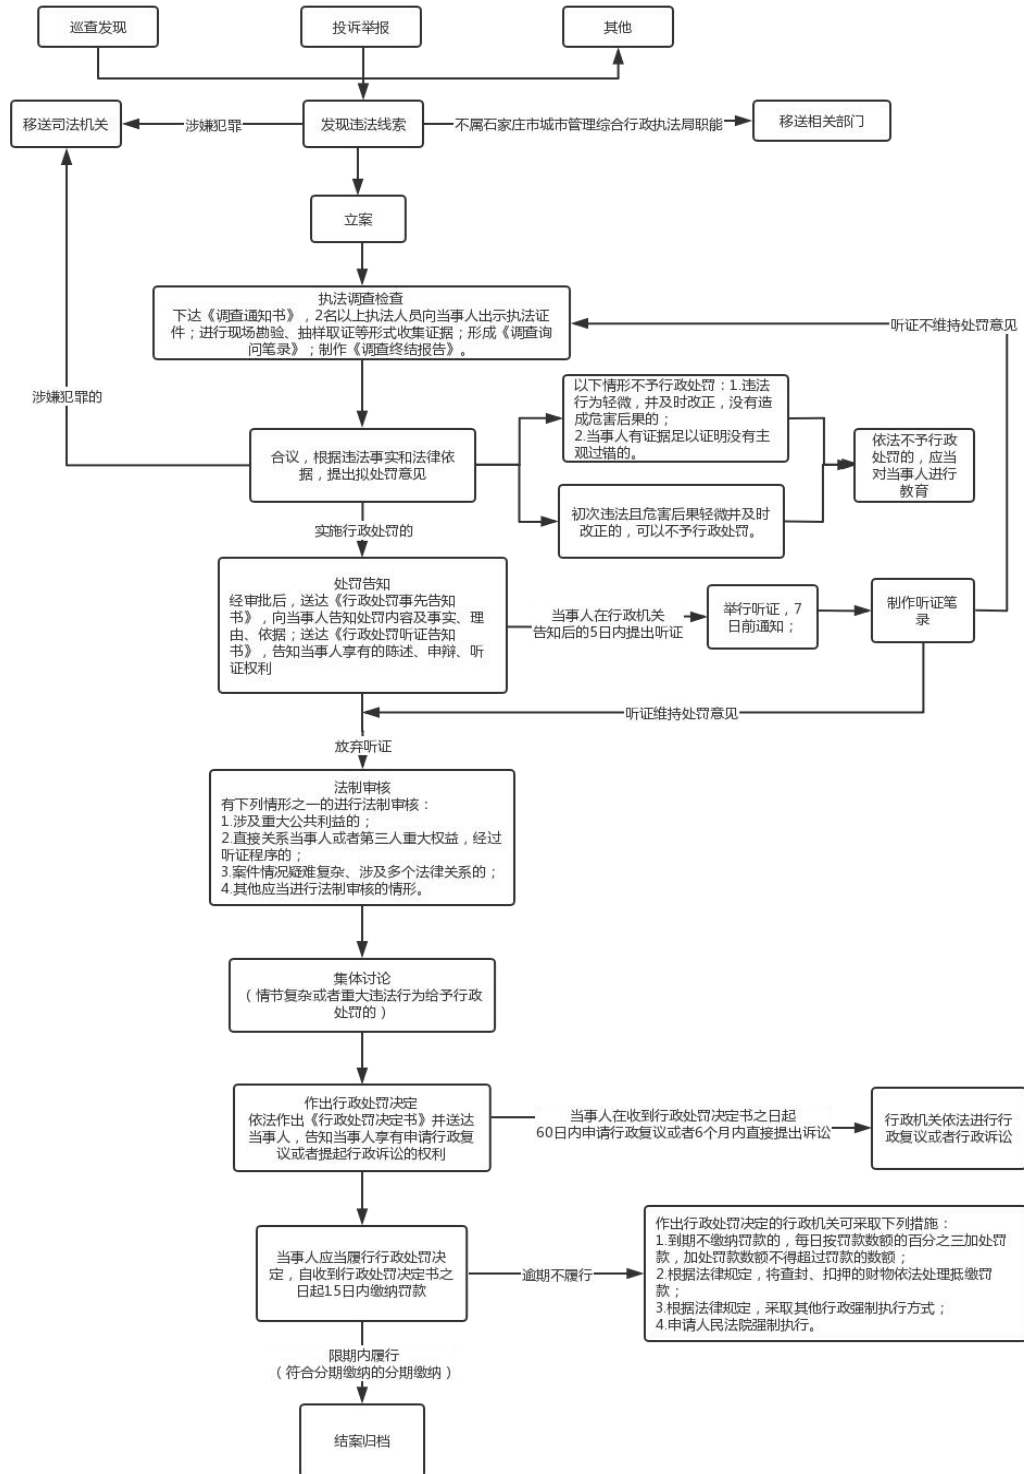 巡查发现
投诉举报
其他
移送司法机关
涉嫌犯罪
发现违法线索
不属石家庄市城市管理综合行政执法局职能
移送相关部门
立案
执法调查检查
下达《调查通知书》，2名以上执法人员向当事人出示执法证
件；进行现场勘验、抽样取证等形式收集证据；形成《调查询
问笔录》；制作《调查终结报告》。
听证不维持处罚意见
涉嫌犯罪的
合议，根据违法事实和法律依
据，提出拟处罚意见
以下情形不予行政处罚：1.违法
行为轻微，并及时改正，没有造
成危害后果的；
2.当事人有证据足以证明没有主
观过错的。
初次违法且危害后果轻微并及时
改正的，可以不予行政处罚。
依法不予行政
处罚的，应当
对当事人进行
教育
实施行政处罚的
处罚告知
经审批后，送达《行政处罚事先告知
书》，向当事人告知处罚内容及事实、理
由、依据；送达《行政处罚听证告知
书》，告知当事人享有的陈述、申辩、听
证权利
当事人在行政机关
告知后的5日内提出听证
举行听证，7
日前通知；
制作听证笔
录
听证维持处罚意见
放弃听证
法制审核
有下列情形之一的进行法制审核：
1.涉及重大公共利益的；
2.直接关系当事人或者第三人重大权益，经过
听证程序的；
3.案件情况疑难复杂、涉及多个法律关系的；
4.其他应当进行法制审核的情形。
集体讨论
（情节复杂或者重大违法行为给予行政
处罚的）
作出行政处罚决定
依法作出《行政处罚决定书》并送达
当事人，告知当事人享有申请行政复
议或者提起行政诉讼的权利
当事人在收到行政处罚决定书之日起
60日内申请行政复议或者6个月内直接提出诉讼
行政机关依法进行行
政复议或者行政诉讼
当事人应当履行行政处罚决
定，自收到行政处罚决定书之
日起15日内缴纳罚款
逾期不履行
作出行政处罚决定的行政机关可采取下列措施：
1.到期不缴纳罚款的，每日按罚款数额的百分之三加处罚
款，加处罚款数额不得超过罚款的数额；
2.根据法律规定，将查封、扣押的财物依法处理抵缴罚
款；
3.根据法律规定，采取其他行政强制执行方式；
4.申请人民法院强制执行。
限期内履行
（符合分期缴纳的分期缴纳）
结案归档